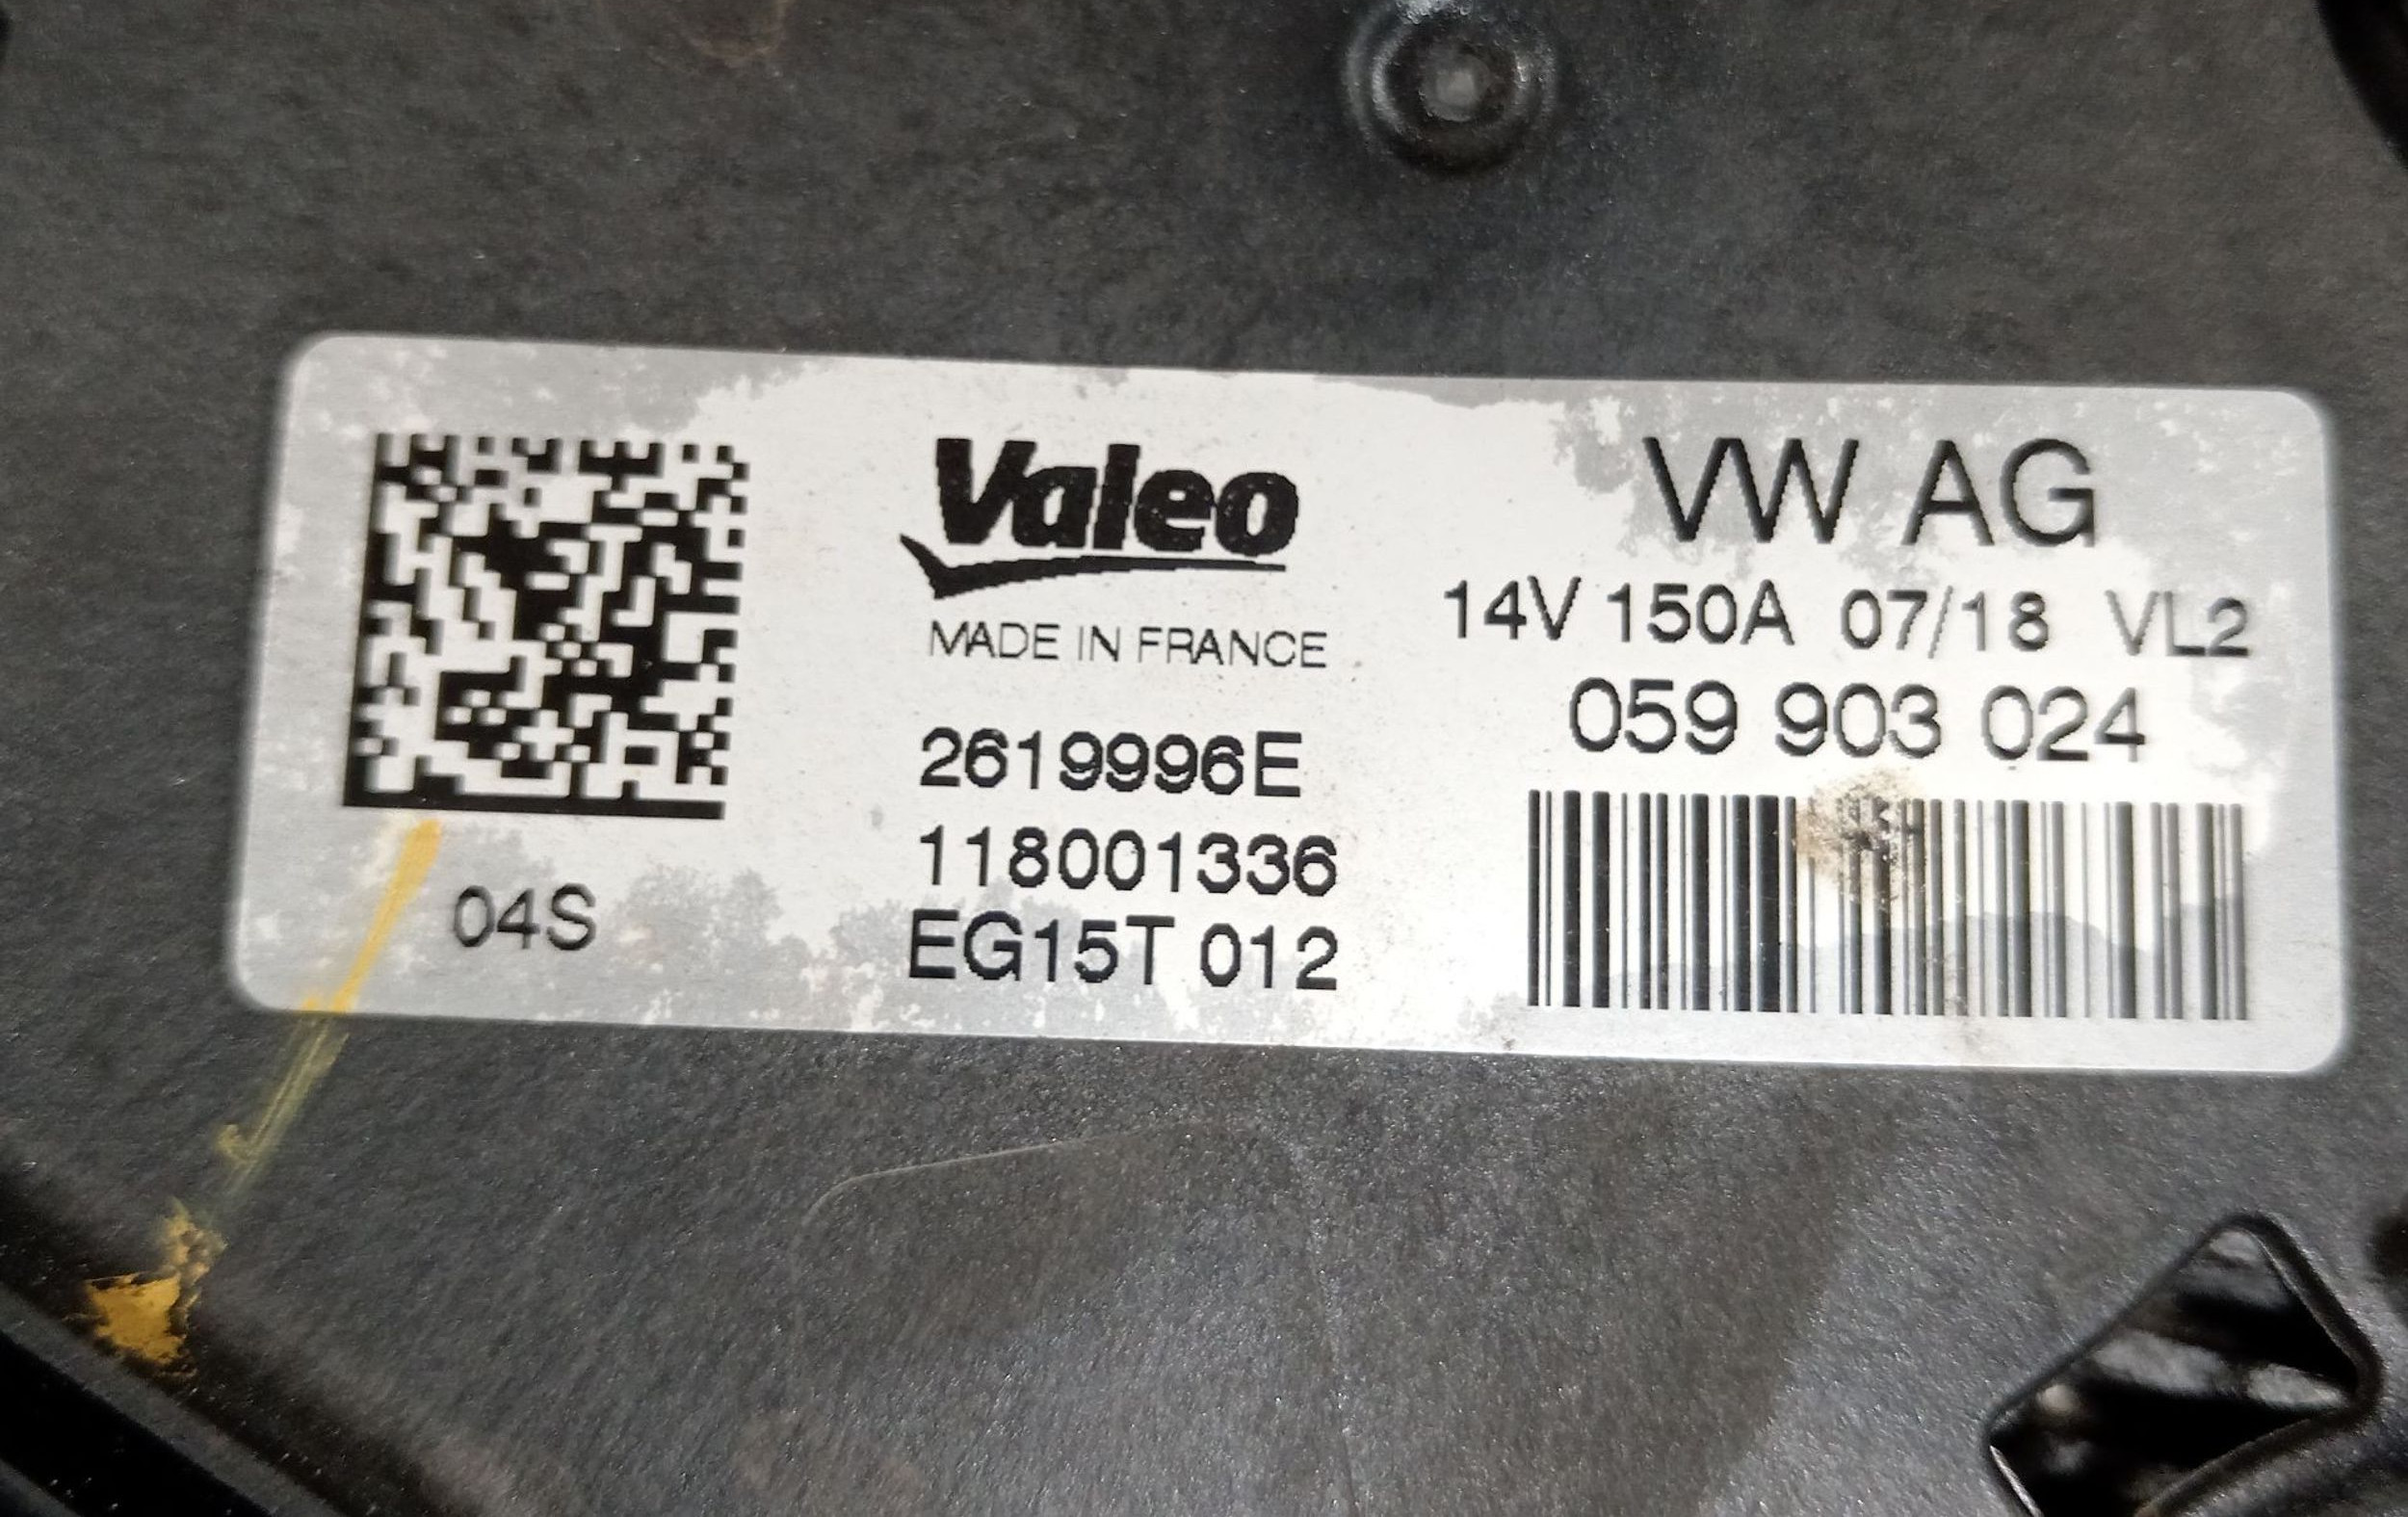 04S
Valeo
MADE IN FRANCE
2619996E
118001336
EG15T 012
VW AG
14V 150A 07/18 VL2
059 903 024